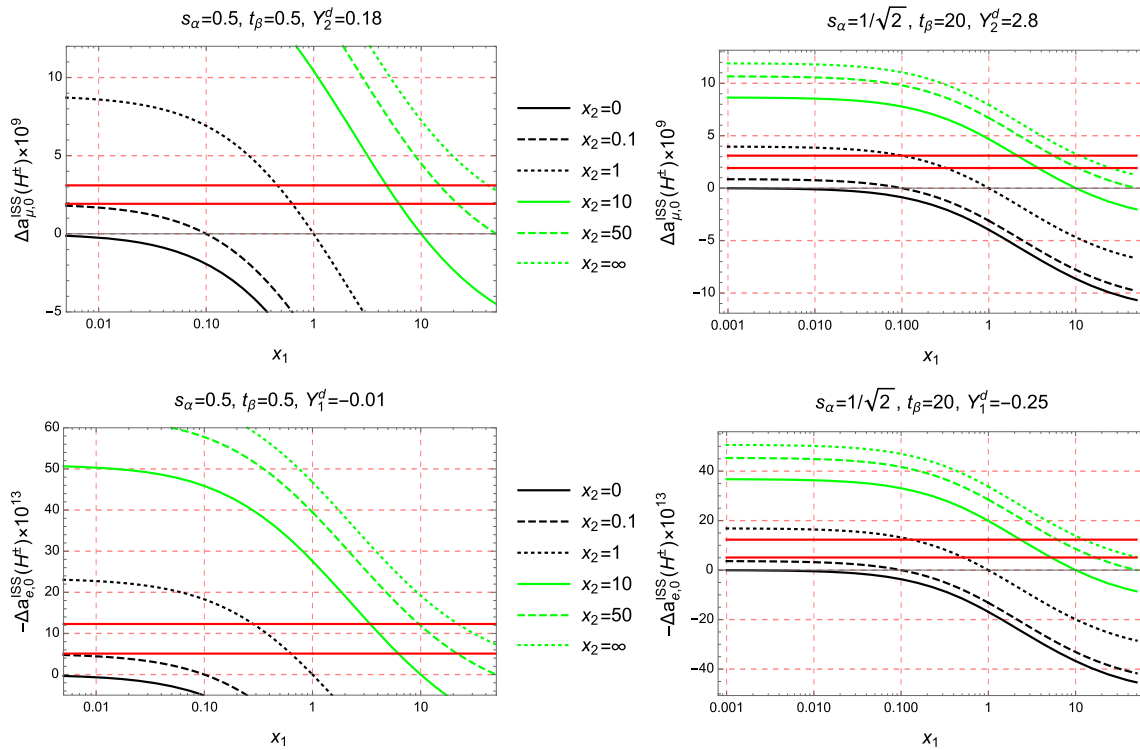 s_α=0.5, t_β=0.5, Y_2^d=0.18
Δa_{μ,0}^{ISS}(H^±)×10^9
10
5
0
−5
0.01
0.10
1
10
x_1
x_2=0
x_2=0.1
x_2=1
x_2=10
x_2=50
x_2=∞
s_α=1/√2, t_β=20, Y_2^d=2.8
Δa_{μ,0}^{ISS}(H^±)×10^9
10
5
0
−5
−10
0.001
0.010
0.100
1
10
x_1
s_α=0.5, t_β=0.5, Y_1^d=−0.01
−Δa_{e,0}^{ISS}(H^±)×10^13
60
50
40
30
20
10
0
0.01
0.10
1
10
x_1
x_2=0
x_2=0.1
x_2=1
x_2=10
x_2=50
x_2=∞
s_α=1/√2, t_β=20, Y_1^d=−0.25
−Δa_{e,0}^{ISS}(H^±)×10^13
40
20
0
−20
−40
0.001
0.010
0.100
1
10
x_1